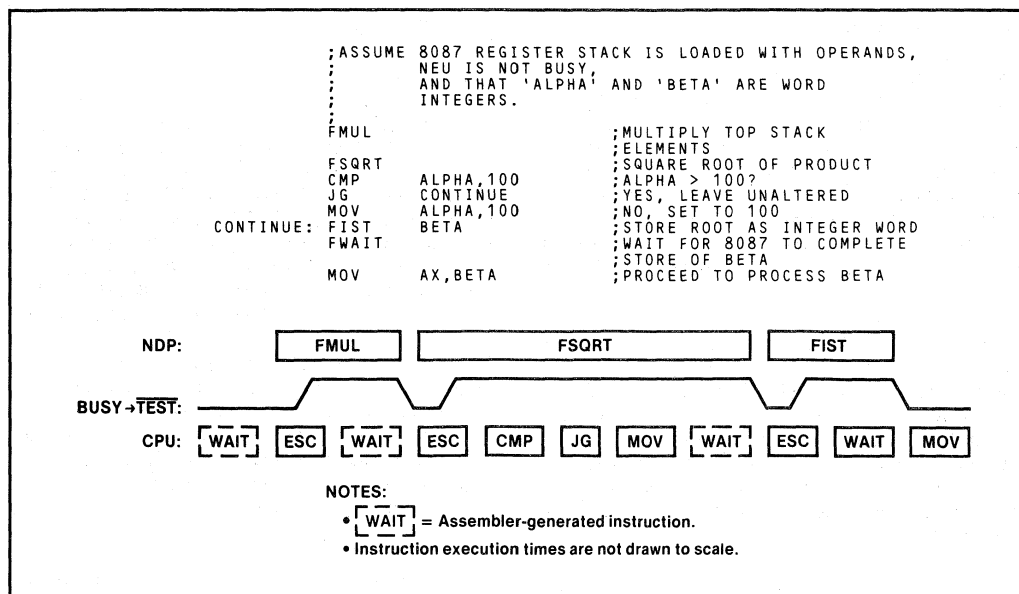 ;ASSUME 8087 REGISTER STACK IS LOADED WITH OPERANDS,
; NEU IS NOT BUSY,
; AND THAT 'ALPHA' AND 'BETA' ARE WORD
; INTEGERS.
;
FMUL ;MULTIPLY TOP STACK
;ELEMENTS
FSQRT ;SQUARE ROOT OF PRODUCT
CMP ALPHA,100 ;ALPHA > 100?
JG CONTINUE ;YES, LEAVE UNALTERED
MOV ALPHA,100 ;NO, SET TO 100
CONTINUE: FIST BETA ;STORE ROOT AS INTEGER WORD
FWAIT ;WAIT FOR 8087 TO COMPLETE
;STORE OF BETA
MOV AX,BETA ;PROCEED TO PROCESS BETA
NDP: FMUL FSQRT FIST
BUSY→TEST:
CPU: WAIT ESC WAIT ESC CMP JG MOV WAIT ESC WAIT MOV
NOTES:
• WAIT = Assembler-generated instruction.
• Instruction execution times are not drawn to scale.